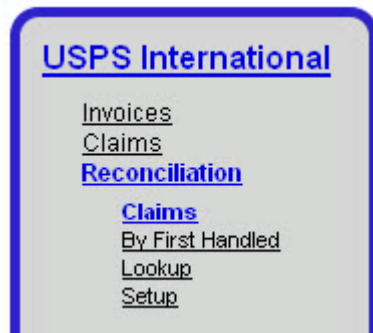 USPS International
Invoices
Claims
Reconciliation
Claims
By First Handled
Lookup
Setup